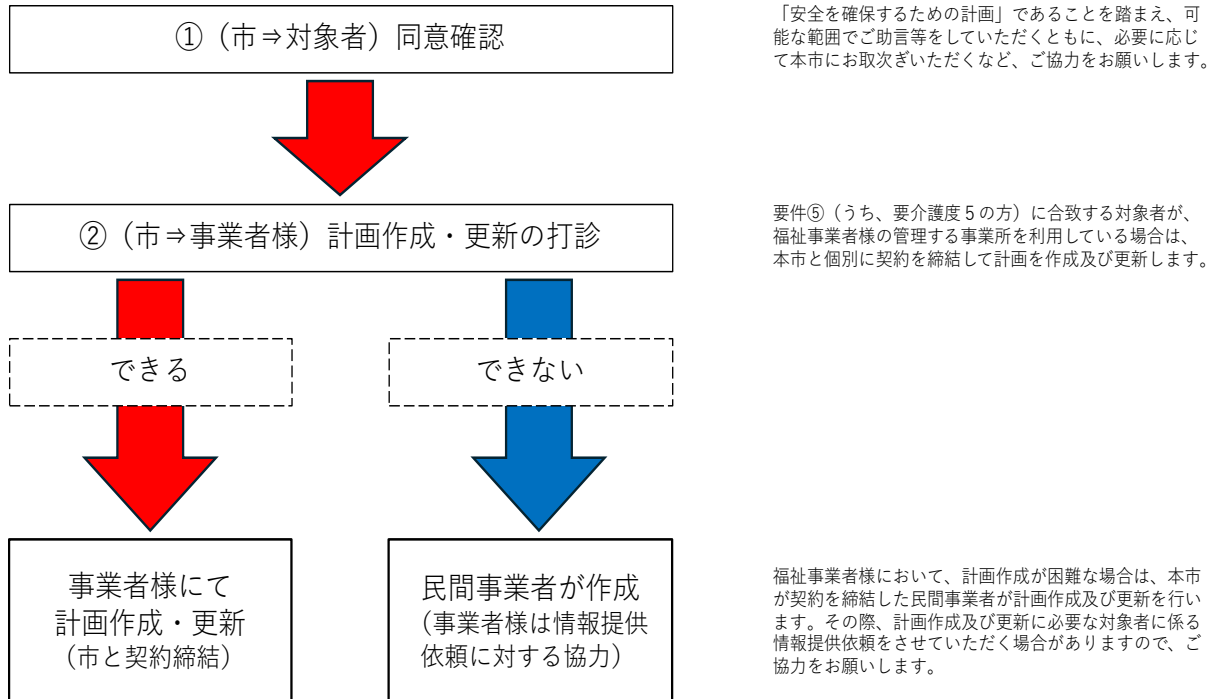 ①（市⇒対象者）同意確認
「安全を確保するための計画」であることを踏まえ、可
能な範囲でご助言等をしていただくともに、必要に応じ
て本市にお取次ぎいただくなど、ご協力をお願いします。
②（市⇒事業者様）計画作成・更新の打診
要件⑤（うち、要介護度５の方）に合致する対象者が、
福祉事業者様の管理する事業所を利用している場合は、
本市と個別に契約を締結して計画を作成及び更新します。
できる
できない
事業者様にて
計画作成・更新
（市と契約締結）
民間事業者が作成
（事業者様は情報提供
依頼に対する協力）
福祉事業者様において、計画作成が困難な場合は、本市
が契約を締結した民間事業者が計画作成及び更新を行い
ます。その際、計画作成及び更新に必要な対象者に係る
情報提供依頼をさせていただく場合がありますので、ご
協力をお願いします。